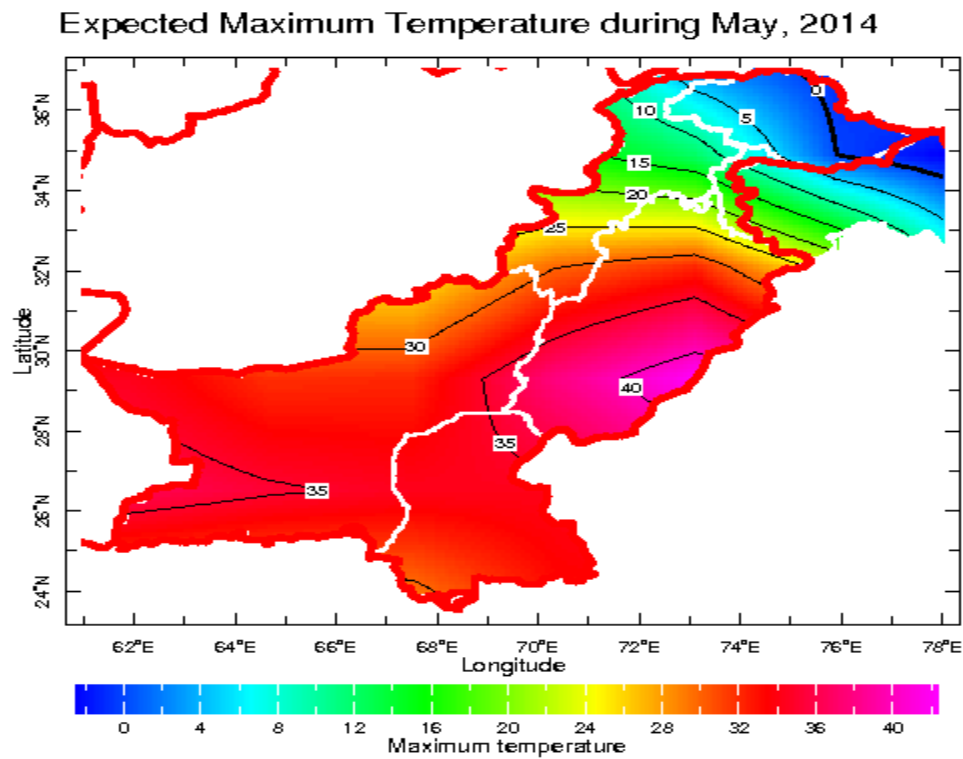 Expected Maximum Temperature during May, 2014
Latitude
36°N
34°N
32°N
30°N
28°N
26°N
24°N
0
5
10
15
20
25
30
40
35
35
62°E 64°E 66°E 68°E 70°E 72°E 74°E 76°E 78°E
Longitude
0 4 8 12 16 20 24 28 32 36 40
Maximum temperature